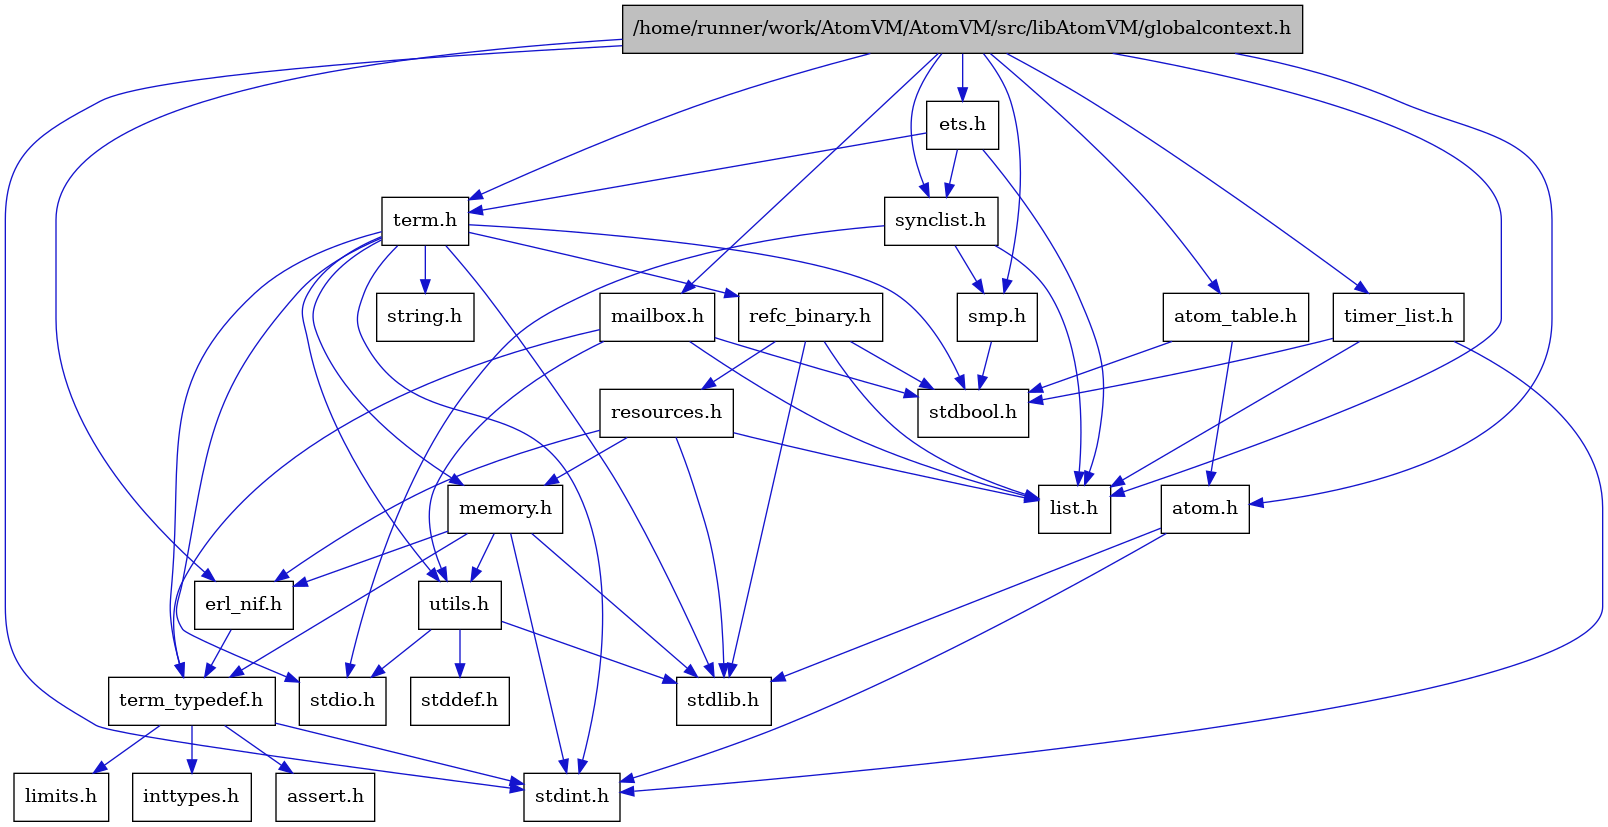 /home/runner/work/AtomVM/AtomVM/src/libAtomVM/globalcontext.h
ets.h
term.h
synclist.h
string.h
mailbox.h
refc_binary.h
smp.h
atom_table.h
timer_list.h
resources.h
stdbool.h
memory.h
list.h
atom.h
erl_nif.h
utils.h
term_typedef.h
stdio.h
stddef.h
stdlib.h
limits.h
inttypes.h
assert.h
stdint.h